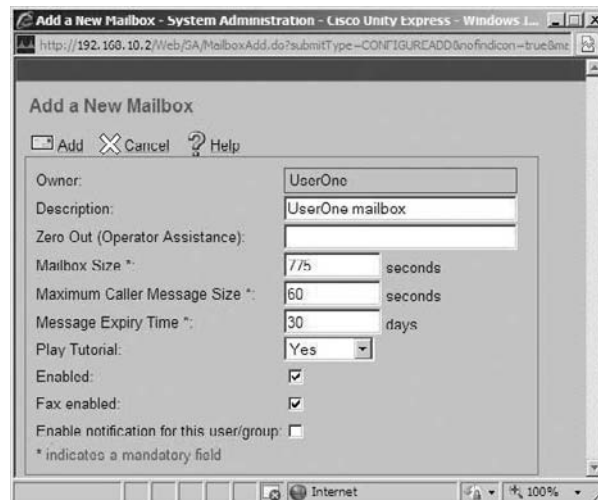 Add a New Mailbox - System Administration - Cisco Unity Express - Windows I...
http://192.168.10.2/Web/SA/MailboxAdd.do?submitType=CONFIGUREADD&nofindicon=true&me
Add a New Mailbox
Add Cancel ? Help
Owner: UserOne
Description: UserOne mailbox
Zero Out (Operator Assistance):
Mailbox Size *: 775 seconds
Maximum Caller Message Size *: 60 seconds
Message Expiry Time *: 30 days
Play Tutorial: Yes
Enabled:
Fax enabled:
Enable notification for this user/group:
* indicates a mandatory field
Internet 100%